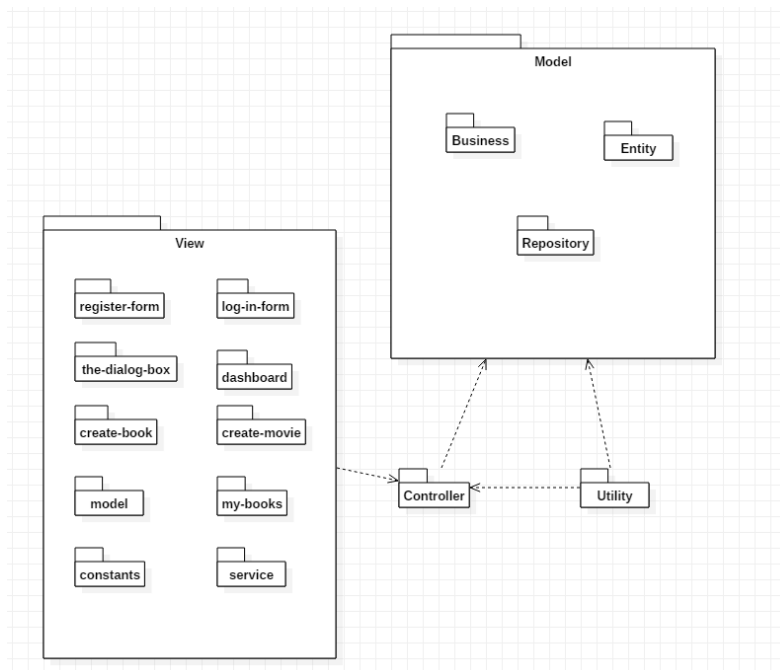 Model
Business
Entity
Repository
View
register-form
log-in-form
the-dialog-box
dashboard
create-book
create-movie
model
my-books
constants
service
Controller
Utility